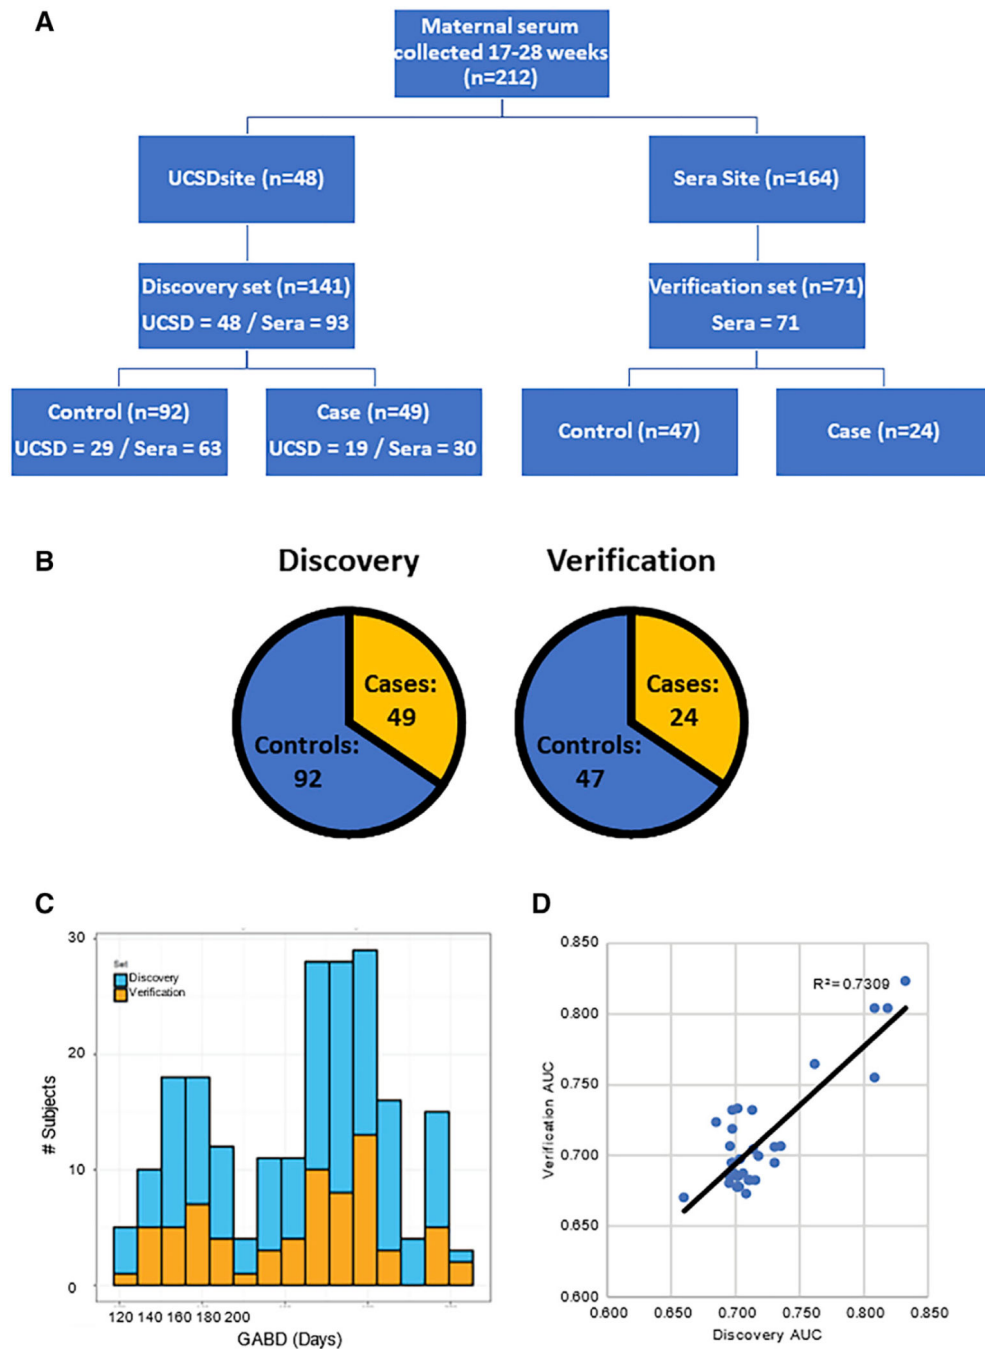 A
Maternal serum
collected 17-28 weeks
(n=212)
UCSDsite (n=48)
Sera Site (n=164)
Discovery set (n=141)
UCSD = 48 / Sera = 93
Verification set (n=71)
Sera = 71
Control (n=92)
UCSD = 29 / Sera = 63
Case (n=49)
UCSD = 19 / Sera = 30
Control (n=47)
Case (n=24)
B
Discovery
Verification
Cases:
49
Controls:
92
Cases:
24
Controls:
47
C
30
20
10
0
# Subjects
Set
Discovery
Verification
120 140 160 180 200
GABD (Days)
D
0.850
0.800
0.750
0.700
0.650
0.600
Verification AUC
R²=0.7309
0.600 0.650 0.700 0.750 0.800 0.850
Discovery AUC